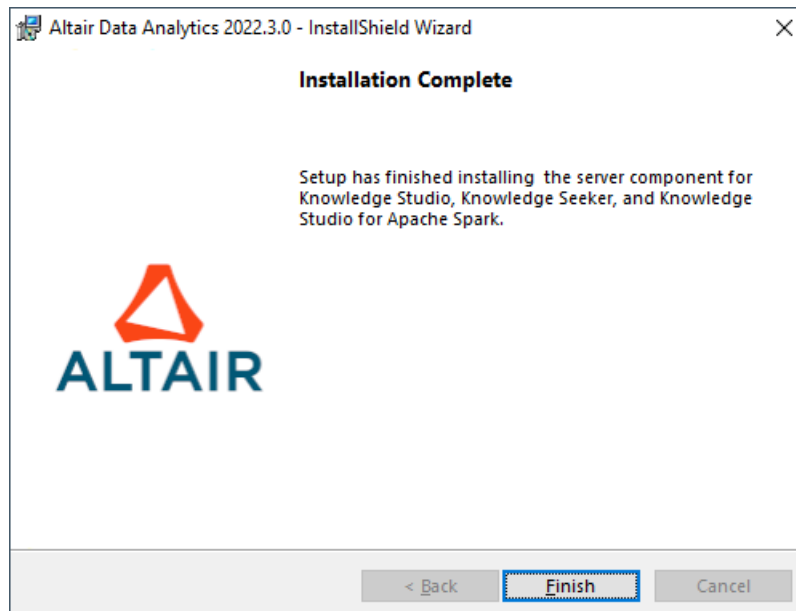 Altair Data Analytics 2022.3.0 - InstallShield Wizard
Installation Complete
Setup has finished installing  the server component for
Knowledge Studio, Knowledge Seeker, and Knowledge
Studio for Apache Spark.
ALTAIR
< Back
Finish
Cancel